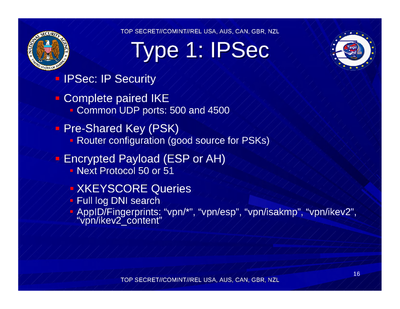 TOP SECRET//COMINT//REL USA, AUS, CAN, GBR, NZL
Type 1: IPSec
IPSec: IP Security
Complete paired IKE
Common UDP ports: 500 and 4500
Pre-Shared Key (PSK)
Router configuration (good source for PSKs)
Encrypted Payload (ESP or AH)
Next Protocol 50 or 51
XKEYSCORE Queries
Full log DNI search
AppID/Fingerprints: "vpn/*", "vpn/esp", "vpn/isakmp", "vpn/ikev2",
"vpn/ikev2_content"
16
TOP SECRET//COMINT//REL USA, AUS, CAN, GBR, NZL